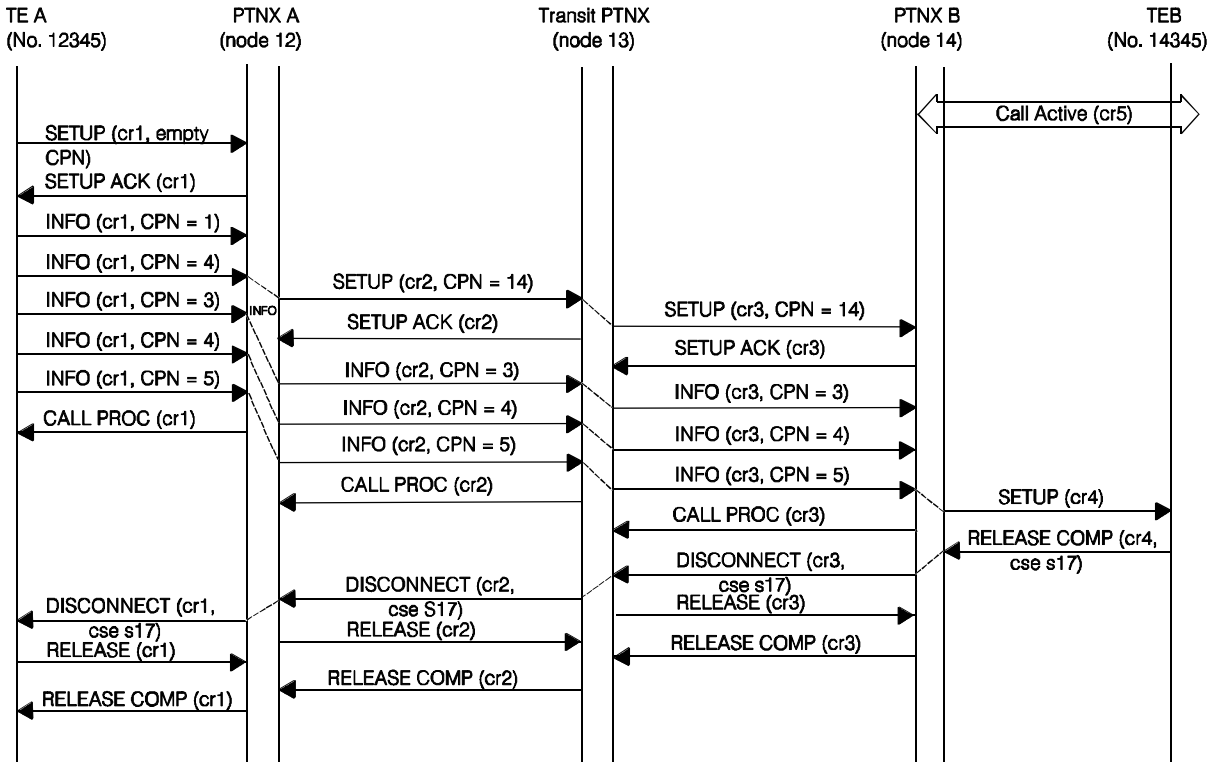 TE A
(No. 12345)
PTNX A
(node 12)
Transit PTNX
(node 13)
PTNX B
(node 14)
TEB
(No. 14345)
Call Active (cr5)
SETUP (cr1, empty
CPN)
SETUP ACK (cr1)
INFO (cr1, CPN = 1)
INFO (cr1, CPN = 4)
INFO (cr1, CPN = 3)
INFO (cr1, CPN = 4)
INFO (cr1, CPN = 5)
CALL PROC (cr1)
DISCONNECT (cr1,
cse s17)
RELEASE (cr1)
RELEASE COMP (cr1)
INFO
SETUP (cr2, CPN = 14)
SETUP ACK (cr2)
INFO (cr2, CPN = 3)
INFO (cr2, CPN = 4)
INFO (cr2, CPN = 5)
CALL PROC (cr2)
DISCONNECT (cr2,
cse S17)
RELEASE (cr2)
RELEASE COMP (cr2)
SETUP (cr3, CPN = 14)
SETUP ACK (cr3)
INFO (cr3, CPN = 3)
INFO (cr3, CPN = 4)
INFO (cr3, CPN = 5)
CALL PROC (cr3)
DISCONNECT (cr3,
cse s17)
RELEASE (cr3)
RELEASE COMP (cr3)
SETUP (cr4)
RELEASE COMP (cr4,
cse s17)